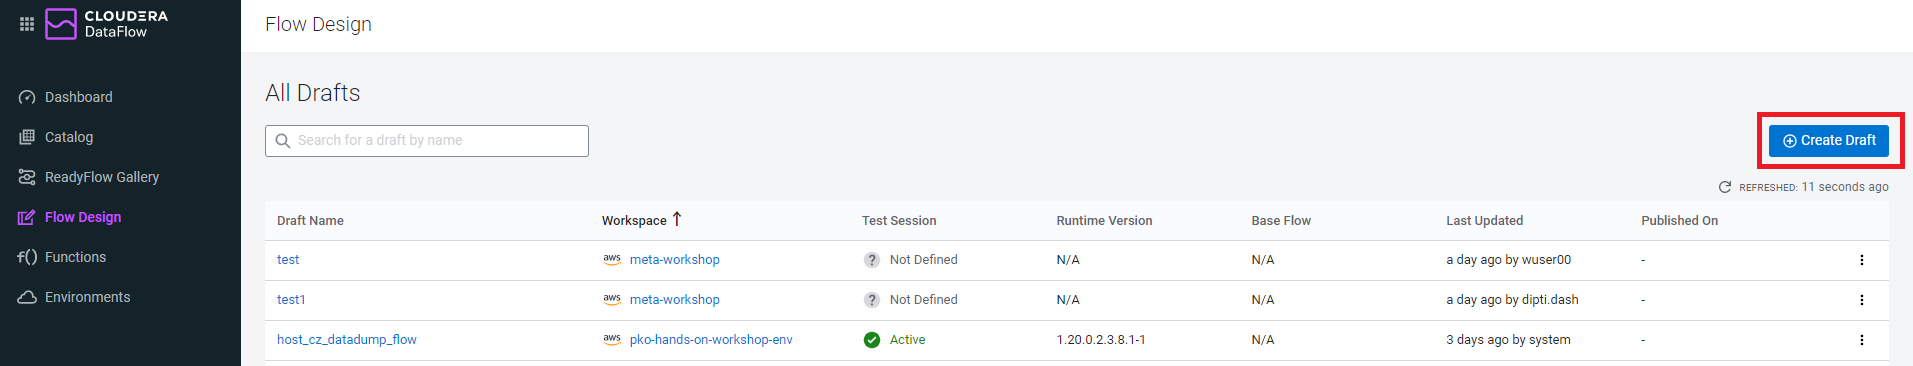 CLOUDERA
DataFlow
Dashboard
Catalog
ReadyFlow Gallery
Flow Design
f() Functions
Environments
Flow Design
All Drafts
Search for a draft by name
Create Draft
REFRESHED: 11 seconds ago
Draft Name Workspace ↑ Test Session Runtime Version Base Flow Last Updated Published On
test aws meta-workshop ? Not Defined N/A N/A a day ago by wuser00 -
test1 aws meta-workshop ? Not Defined N/A N/A a day ago by dipti.dash -
host_cz_datadump_flow aws pko-hands-on-workshop-env Active 1.20.0.2.3.8.1-1 N/A 3 days ago by system -